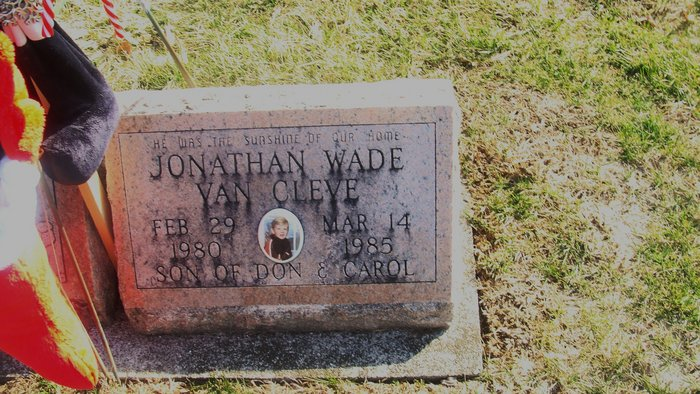 HE WAS THE SUNSHINE OF OUR HOME
JONATHAN WADE
VAN CLEVE
FEB 29 MAR 14
1980 1985
SON OF DON & CAROL